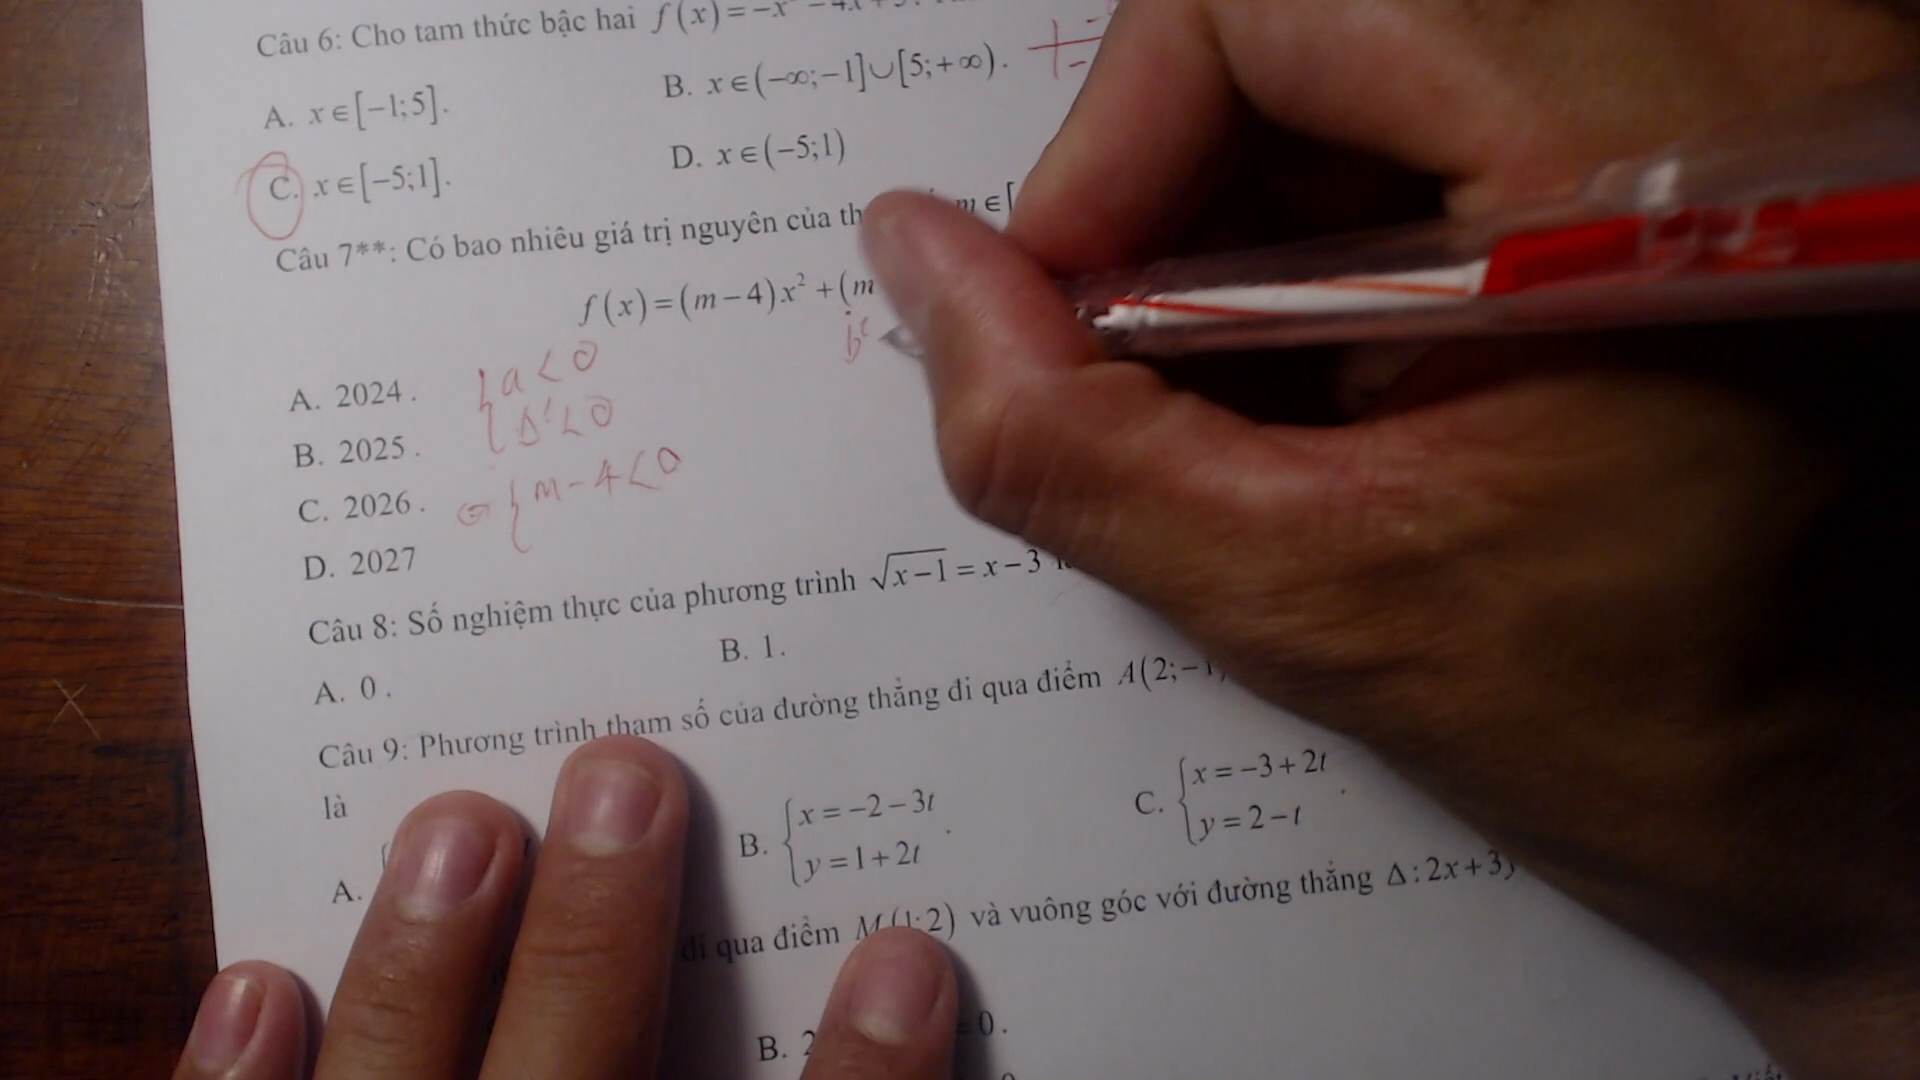 Câu 6: Cho tam thức bậc hai f(x) = −x
A. x ∈ [−1;5]. B. x ∈ (−∞;−1] ∪ [5;+∞).
C. x ∈ [−5;1]. D. x ∈ (−5;1)
Câu 7**: Có bao nhiêu giá trị nguyên của m ∈ [
f(x) = (m − 4)x² + (m
a < 0
Δ' < 0
A. 2024.
B. 2025.
m − 4 < 0
C. 2026.
D. 2027
Câu 8: Số nghiệm thực của phương trình √(x−1) = x − 3
A. 0. B. 1.
Câu 9: Phương trình tham số của đường thẳng đi qua điểm A(2;−1
là
A. B. { x = −2 − 3t y = 1 + 2t . C. { x = −3 + 2t y = 2 − t .
đi qua điểm M(1;2) và vuông góc với đường thẳng Δ: 2x + 3
B. 2 = 0.